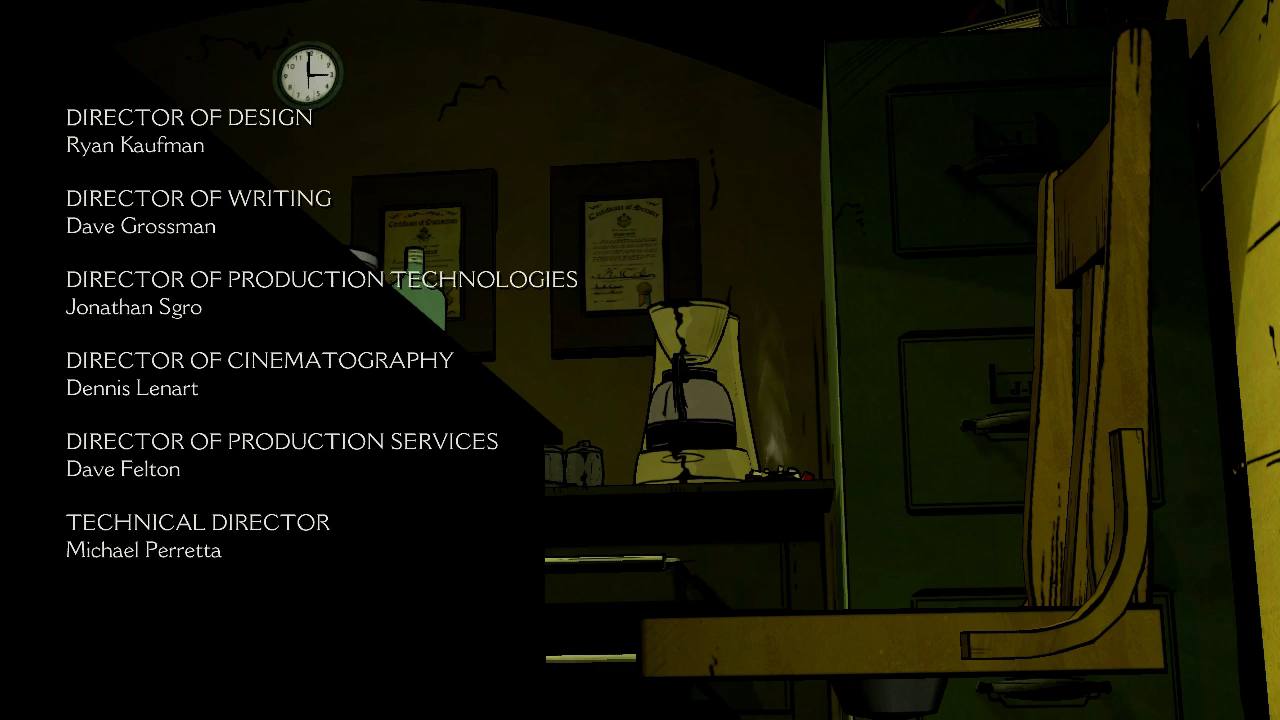 DIRECTOR OF DESIGN
Ryan Kaufman
DIRECTOR OF WRITING
Dave Grossman
DIRECTOR OF PRODUCTION TECHNOLOGIES
Jonathan Sgro
DIRECTOR OF CINEMATOGRAPHY
Dennis Lenart
DIRECTOR OF PRODUCTION SERVICES
Dave Felton
TECHNICAL DIRECTOR
Michael Perretta